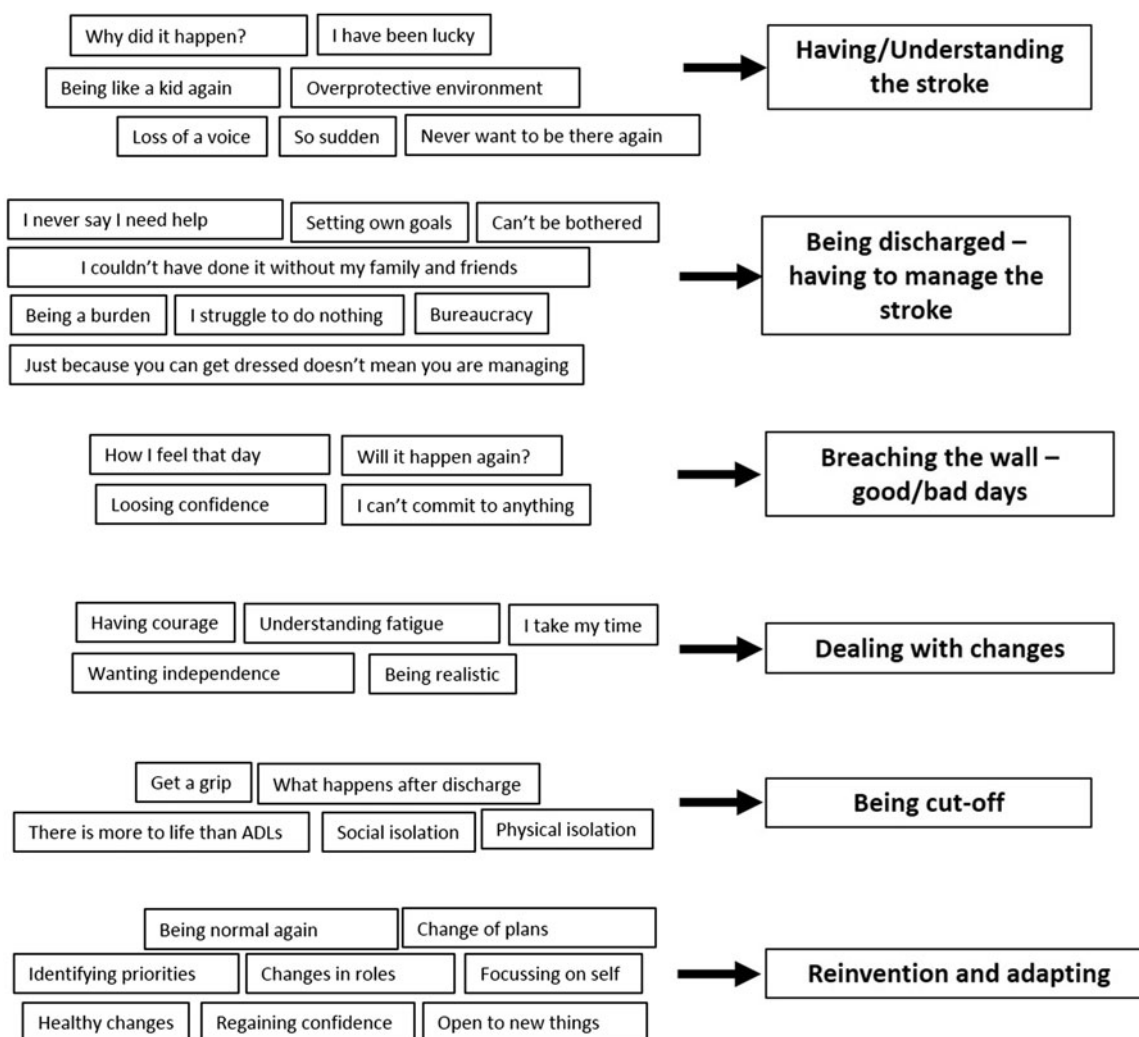 Why did it happen?
I have been lucky
Being like a kid again
Overprotective environment
Loss of a voice
So sudden
Never want to be there again
Having/Understanding
the stroke
I never say I need help
Setting own goals
Can't be bothered
I couldn't have done it without my family and friends
Being a burden
I struggle to do nothing
Bureaucracy
Just because you can get dressed doesn't mean you are managing
Being discharged –
having to manage the
stroke
How I feel that day
Will it happen again?
Loosing confidence
I can't commit to anything
Breaching the wall –
good/bad days
Having courage
Understanding fatigue
I take my time
Wanting independence
Being realistic
Dealing with changes
Get a grip
What happens after discharge
There is more to life than ADLs
Social isolation
Physical isolation
Being cut-off
Being normal again
Change of plans
Identifying priorities
Changes in roles
Focussing on self
Healthy changes
Regaining confidence
Open to new things
Reinvention and adapting